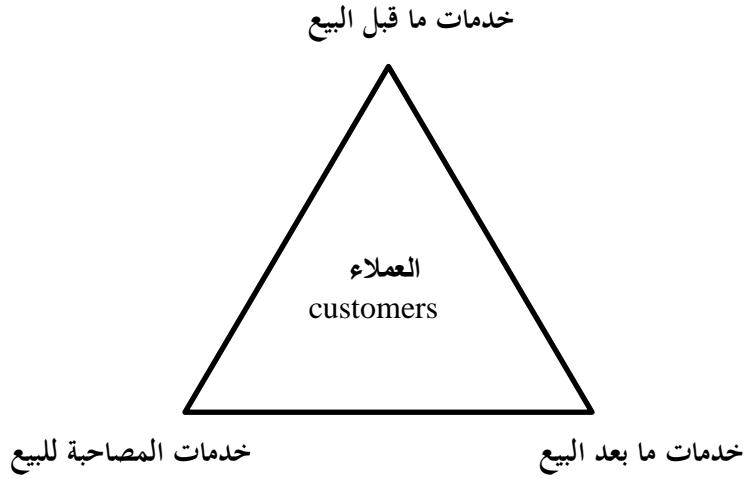 خدمات ما قبل البيع
العملاء
customers
خدمات ما بعد البيع
خدمات المصاحبة للبيع